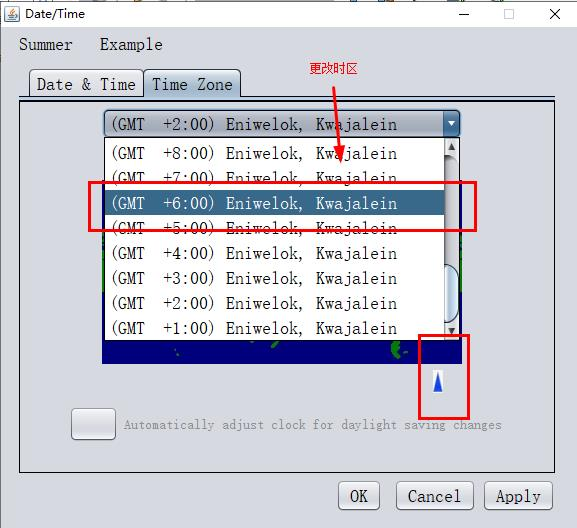 Date/Time
Summer Example
更改时区
Date & Time Time Zone
(GMT +2:00) Eniwelok, Kwajalein
(GMT +8:00) Eniwelok, Kwajalein
(GMT +7:00) Eniwelok, Kwajalein
(GMT +6:00) Eniwelok, Kwajalein
(GMT +5:00) Eniwelok, Kwajalein
(GMT +4:00) Eniwelok, Kwajalein
(GMT +3:00) Eniwelok, Kwajalein
(GMT +2:00) Eniwelok, Kwajalein
(GMT +1:00) Eniwelok, Kwajalein
Automatically adjust clock for daylight saving changes
OK Cancel Apply